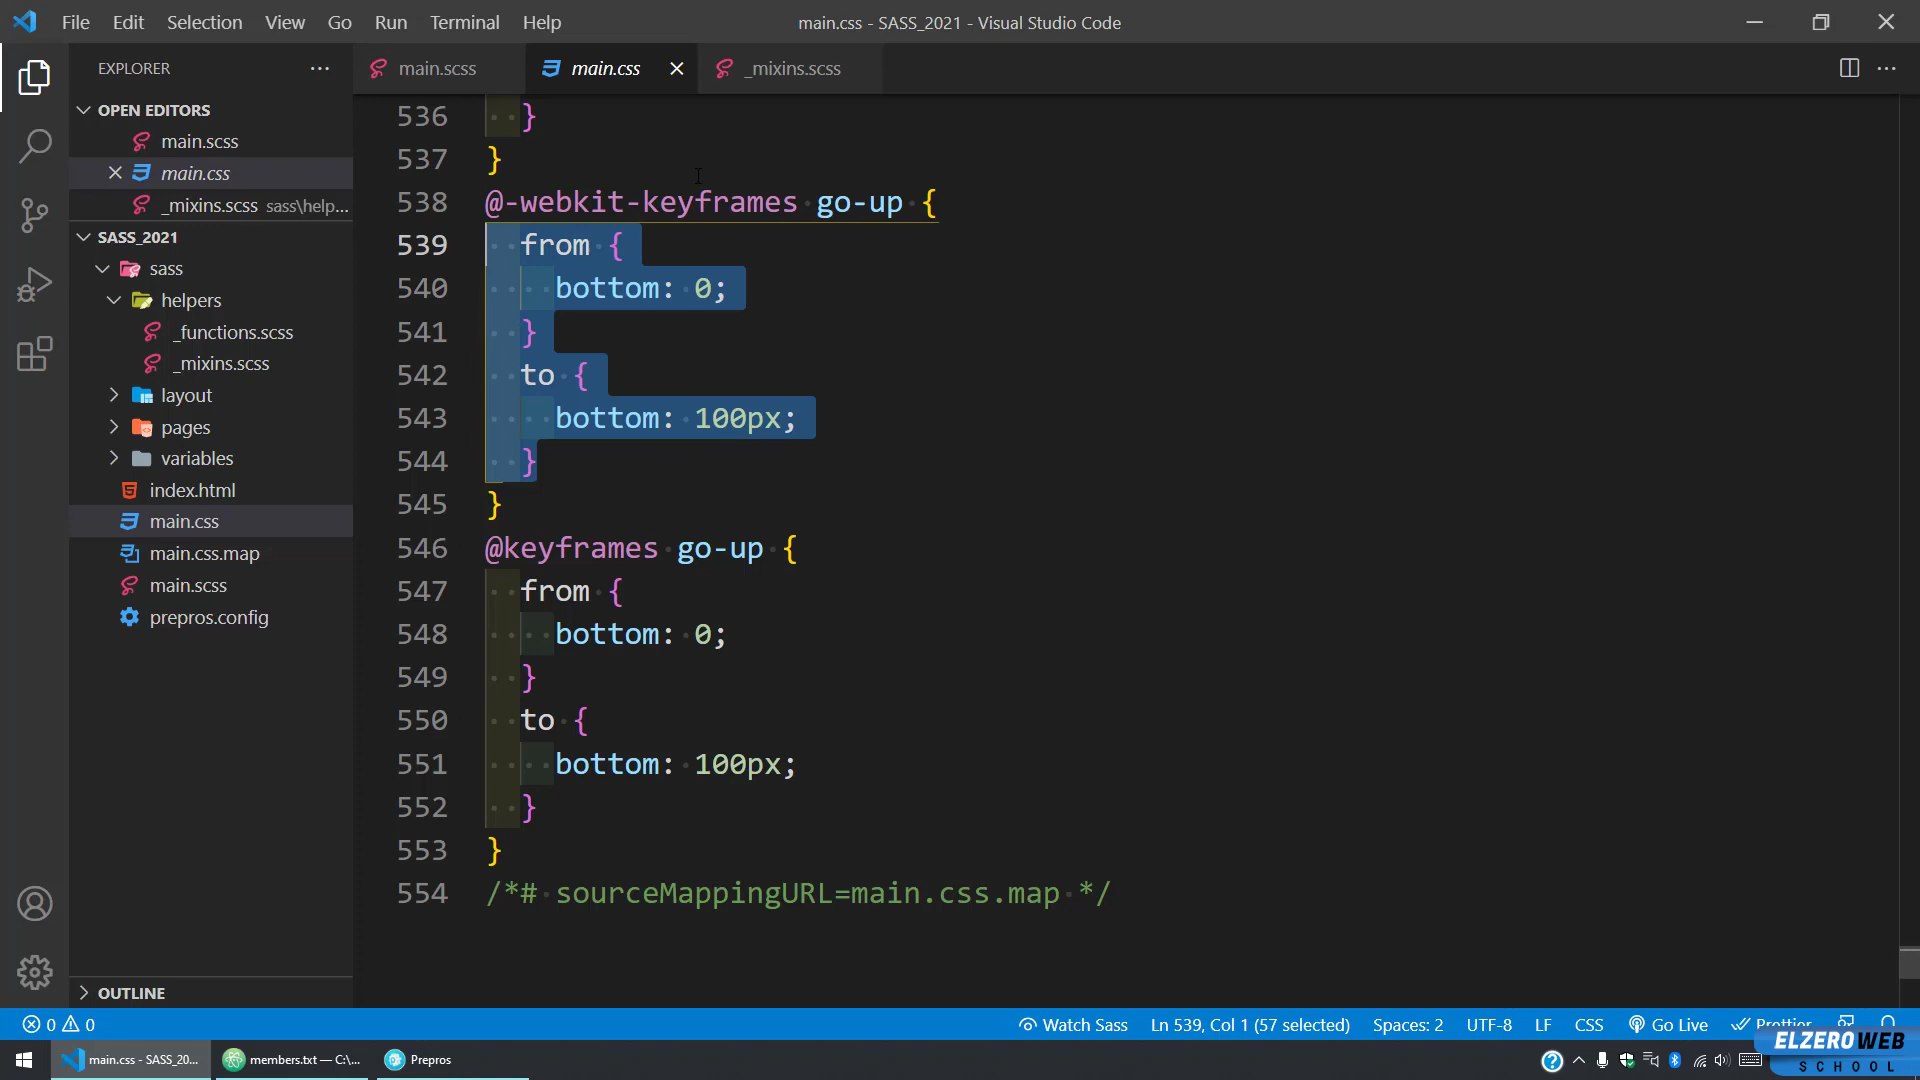 File Edit Selection View Go Run Terminal Help
main.css - SASS_2021 - Visual Studio Code
EXPLORER
OPEN EDITORS
main.scss
main.css
_mixins.scss sass\help...
SASS_2021
sass
helpers
_functions.scss
_mixins.scss
layout
pages
variables
index.html
main.css
main.css.map
main.scss
prepros.config
OUTLINE
main.scss main.css _mixins.scss
536 }
537 }
538 @-webkit-keyframes go-up {
539 from {
540 bottom: 0;
541 }
542 to {
543 bottom: 100px;
544 }
545 }
546 @keyframes go-up {
547 from {
548 bottom: 0;
549 }
550 to {
551 bottom: 100px;
552 }
553 }
554 /*# sourceMappingURL=main.css.map */
0 0
Watch Sass Ln 539, Col 1 (57 selected) Spaces: 2 UTF-8 LF CSS Go Live Prettier
ELZEROWEB
SCHOOL
main.css - SASS_20... members.txt — C:\... Prepros